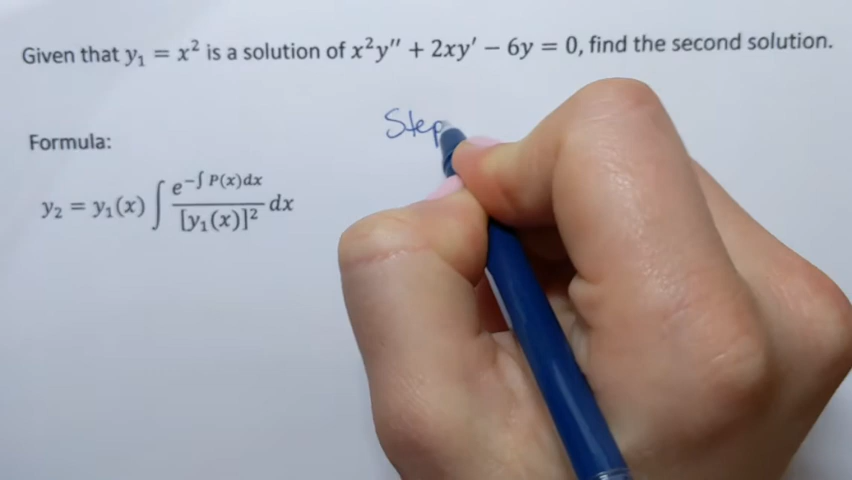 Given that y₁ = x² is a solution of x²y″ + 2xy′ − 6y = 0, find the second solution.
Step
Formula:
y₂ = y₁(x) ∫ e^(−∫ P(x)dx) / [y₁(x)]² dx